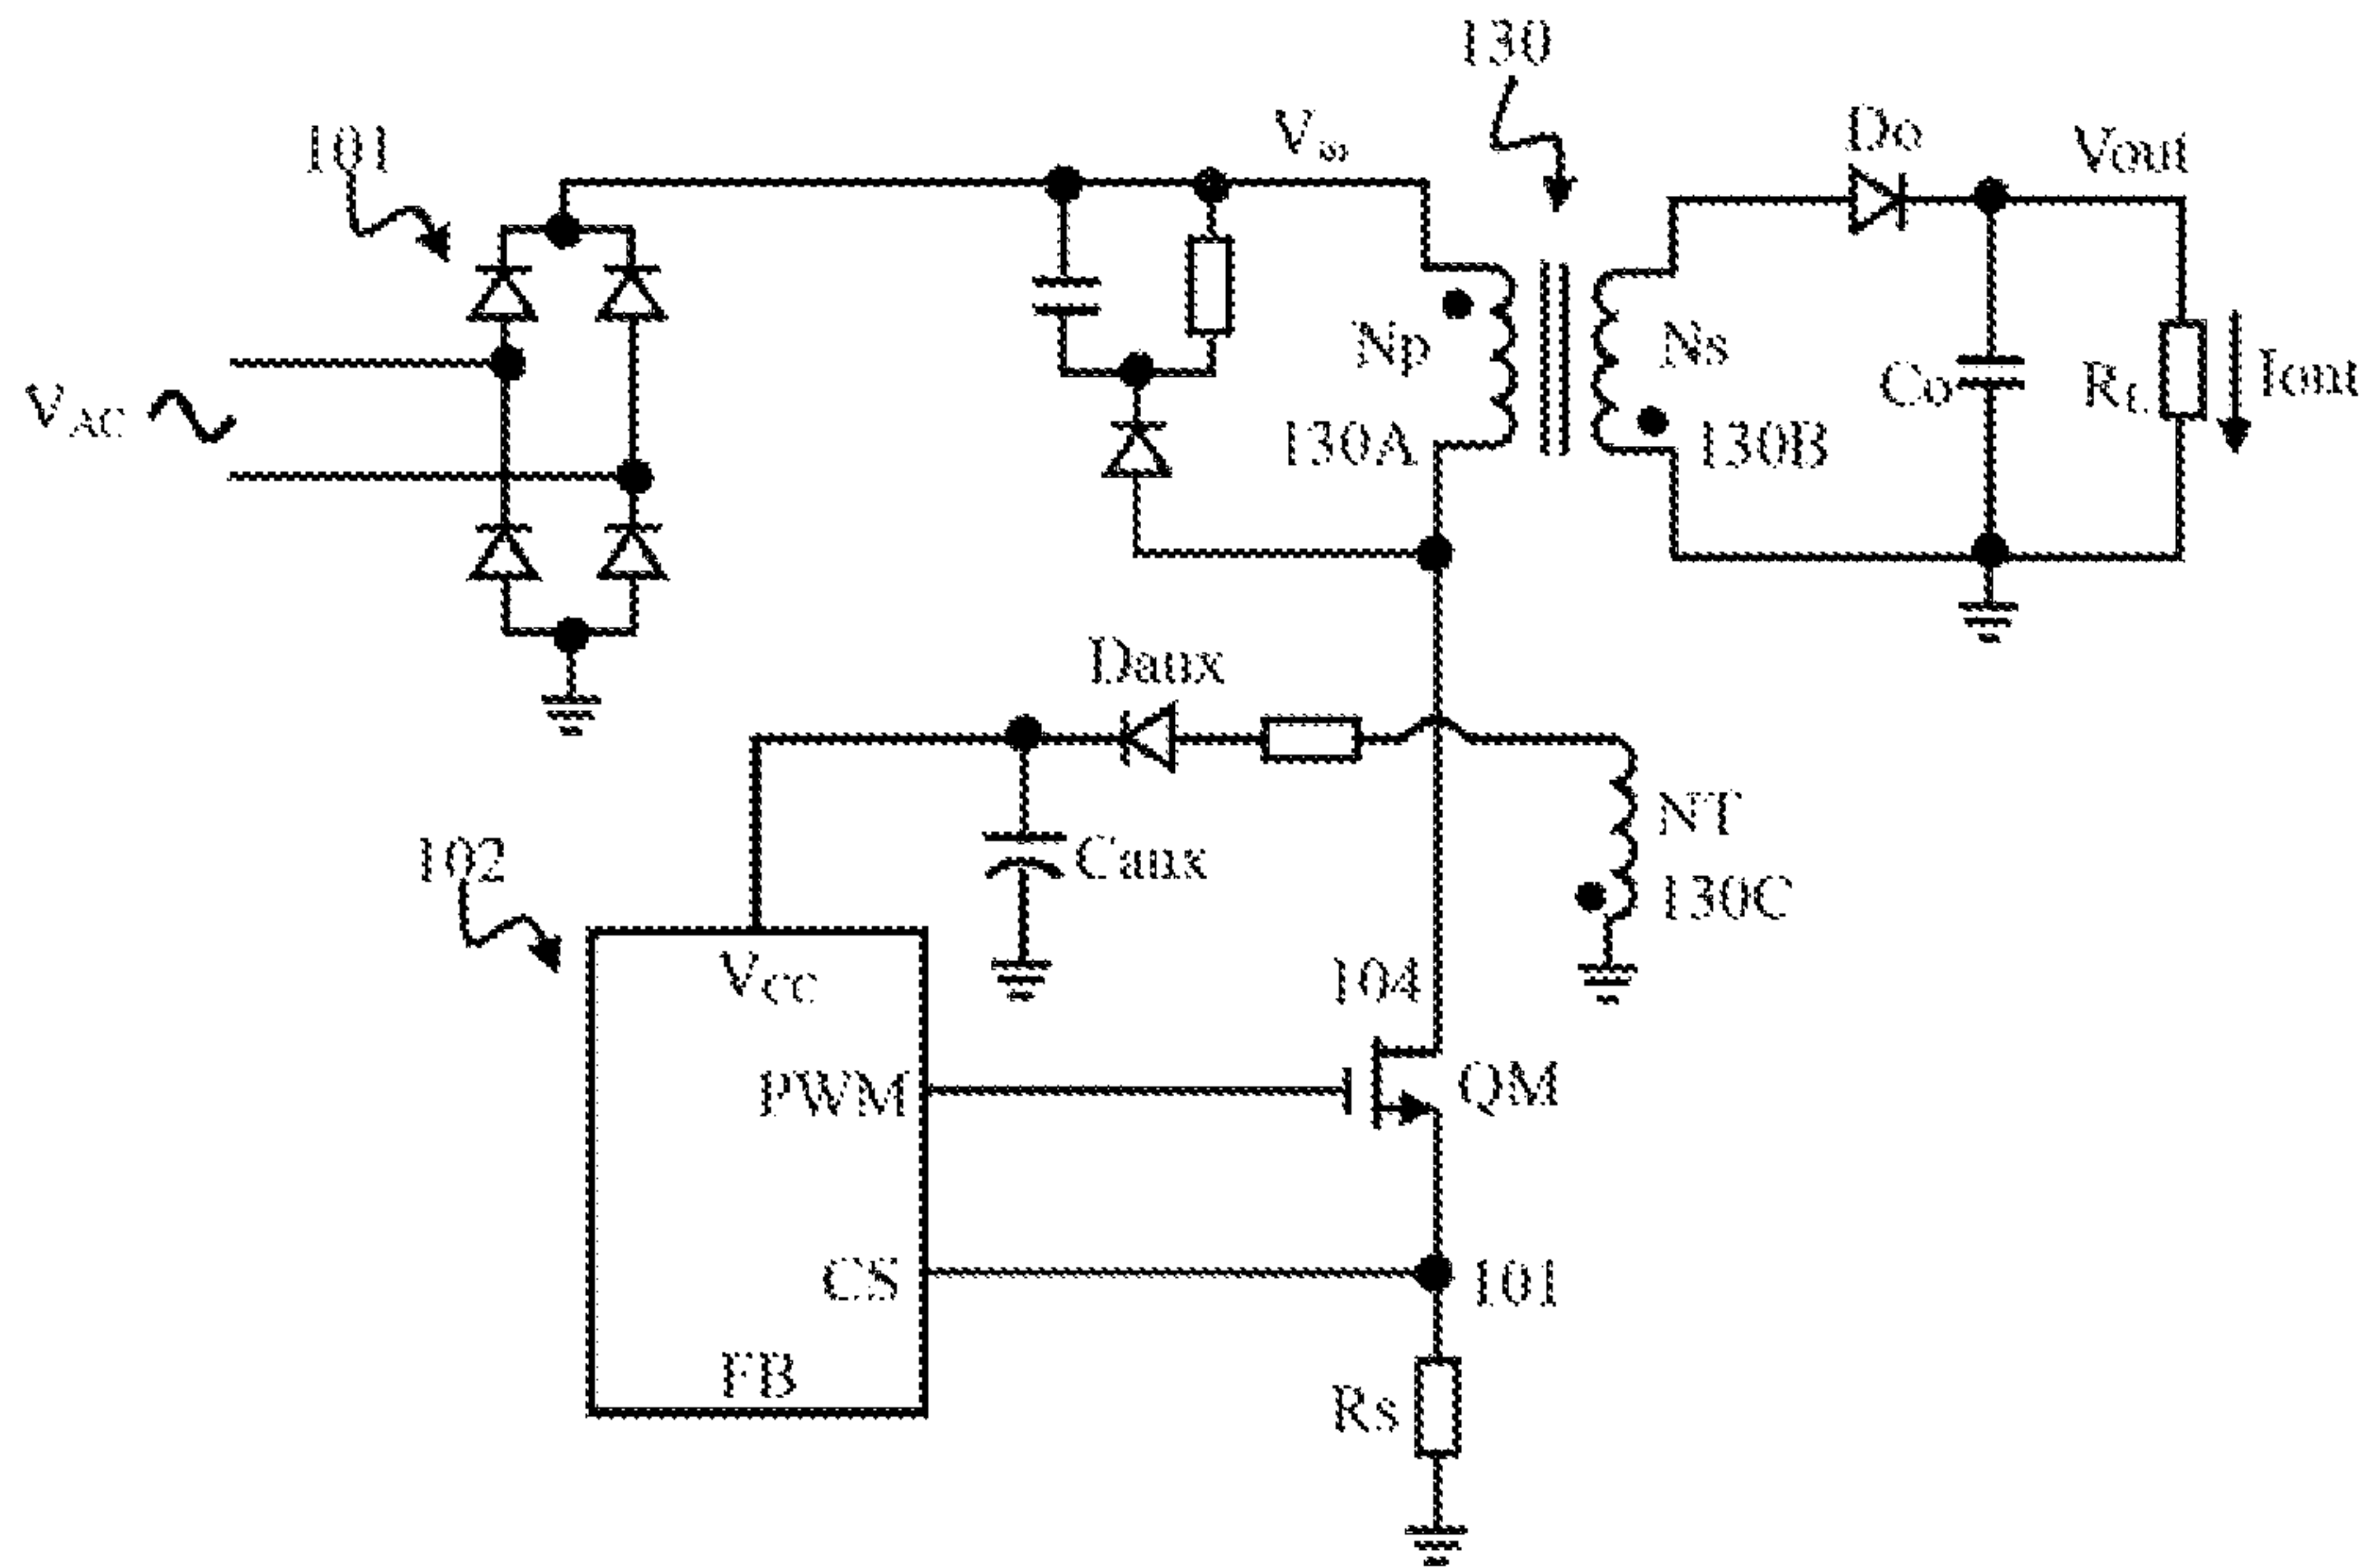 130
101
Vin
Do
Vout
Np
Ns
Co
RL
Iout
VAC
130A
130B
Daux
NT
Caux
130C
102
104
VCC
PWM
QM
CS
101
FB
Rs